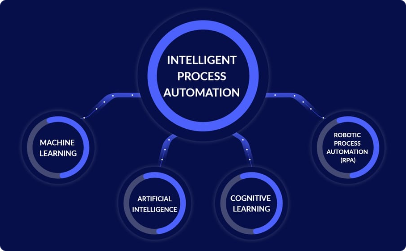 INTELLIGENT
PROCESS
AUTOMATION
MACHINE
LEARNING
ARTIFICIAL
INTELLIGENCE
COGNITIVE
LEARNING
ROBOTIC
PROCESS
AUTOMATION
(RPA)